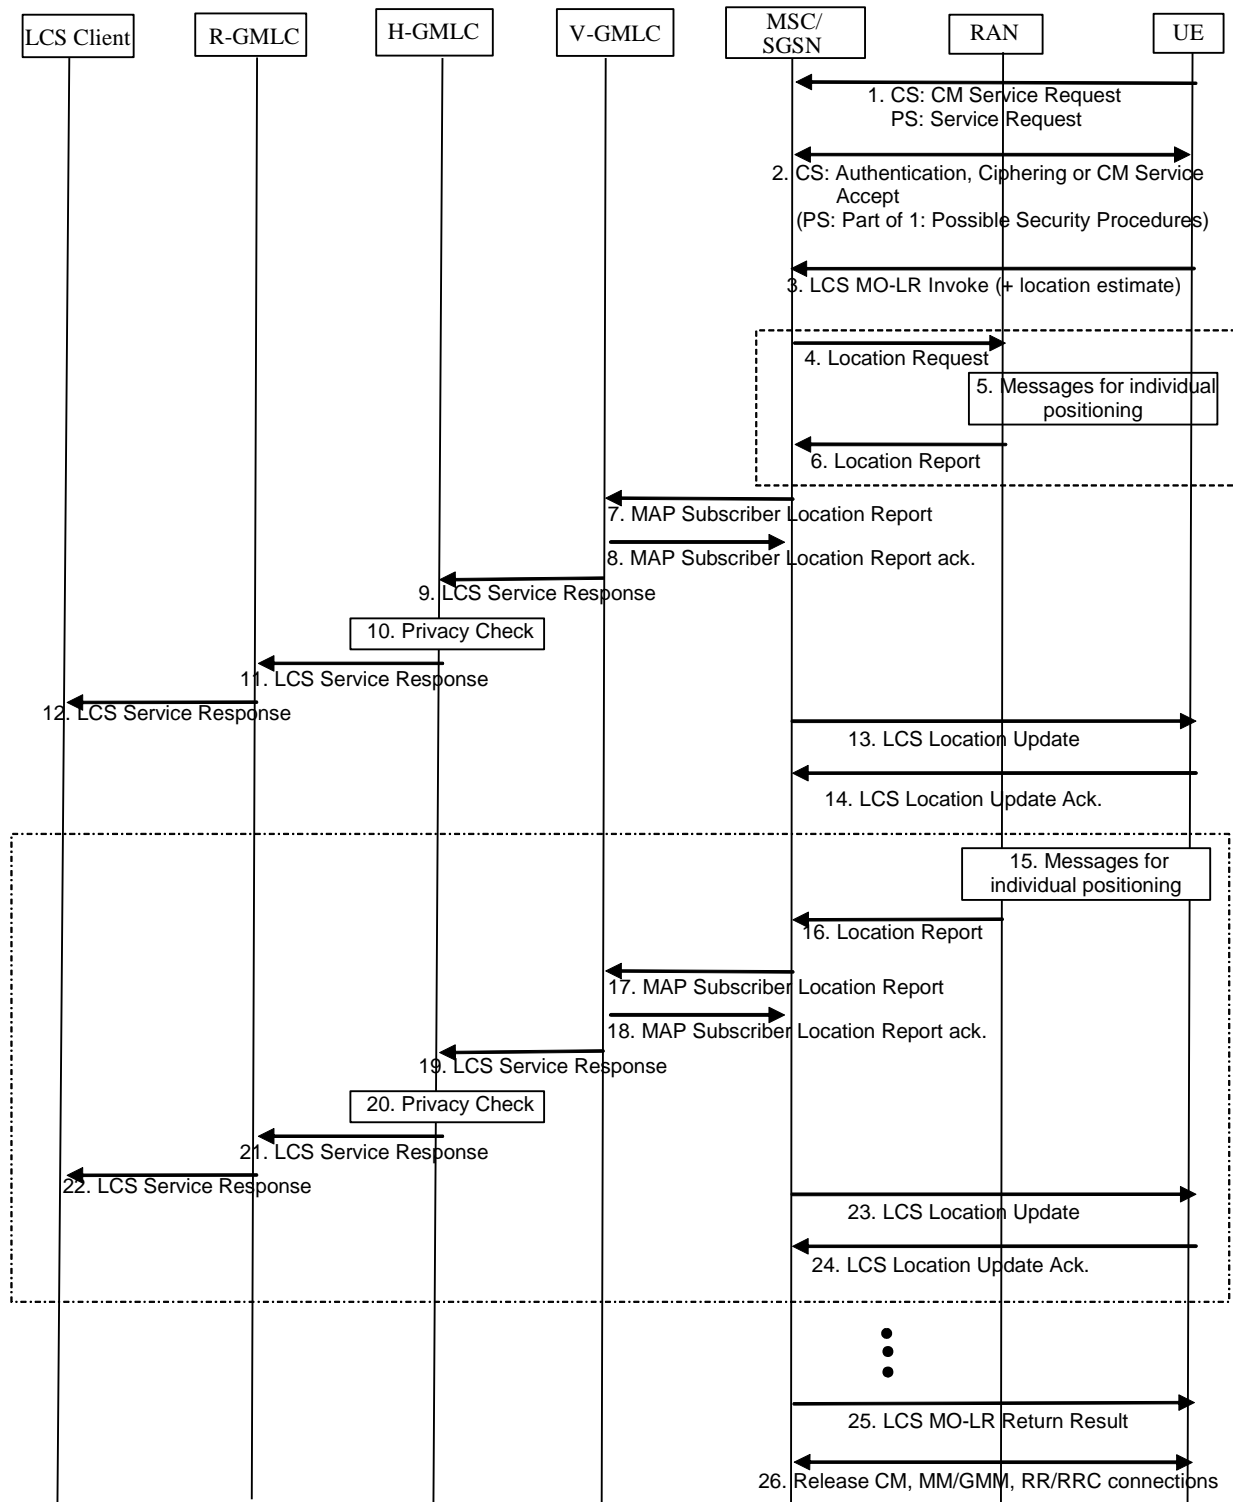 LCS Client
R-GMLC
H-GMLC
V-GMLC
MSC/
SGSN
RAN
UE
1. CS: CM Service Request
PS: Service Request
2. CS: Authentication, Ciphering or CM Service
Accept
(PS: Part of 1: Possible Security Procedures)
3. LCS MO-LR Invoke (+ location estimate)
4. Location Request
5. Messages for individual
positioning
6. Location Report
7. MAP Subscriber Location Report
8. MAP Subscriber Location Report ack.
9. LCS Service Response
10. Privacy Check
11. LCS Service Response
12. LCS Service Response
13. LCS Location Update
14. LCS Location Update Ack.
15. Messages for
individual positioning
16. Location Report
17. MAP Subscriber Location Report
18. MAP Subscriber Location Report ack.
19. LCS Service Response
20. Privacy Check
21. LCS Service Response
22. LCS Service Response
23. LCS Location Update
24. LCS Location Update Ack.
25. LCS MO-LR Return Result
26. Release CM, MM/GMM, RR/RRC connections